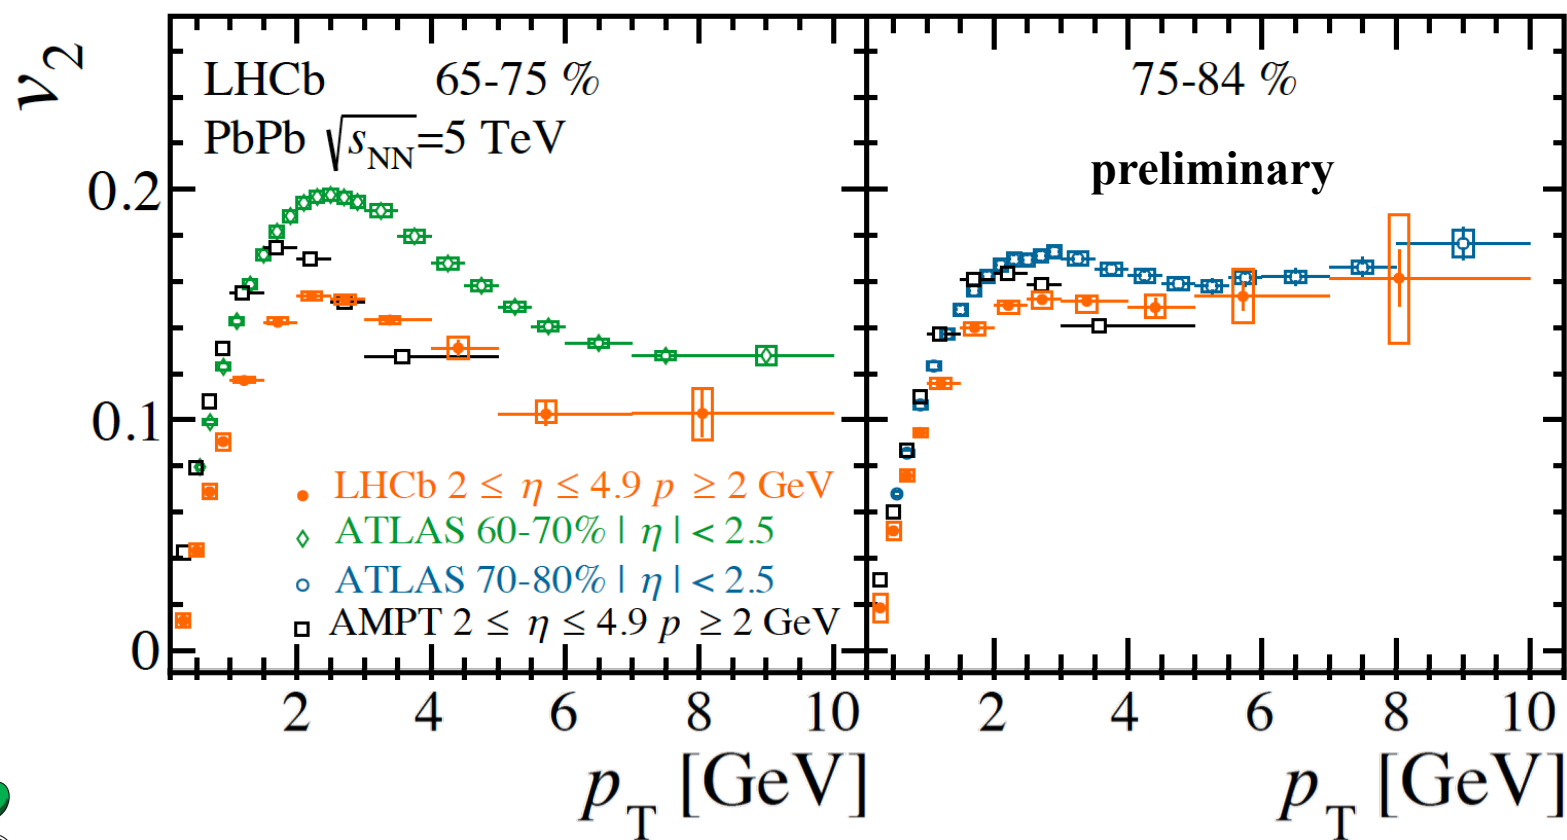 v2
LHCb 65-75 %
PbPb √sNN=5 TeV
0.2
0.1
0
LHCb 2 ≤ η ≤ 4.9 p ≥ 2 GeV
ATLAS 60-70% | η | < 2.5
ATLAS 70-80% | η | < 2.5
AMPT 2 ≤ η ≤ 4.9 p ≥ 2 GeV
2 4 6 8 10
pT [GeV]
75-84 %
preliminary
2 4 6 8 10
pT [GeV]